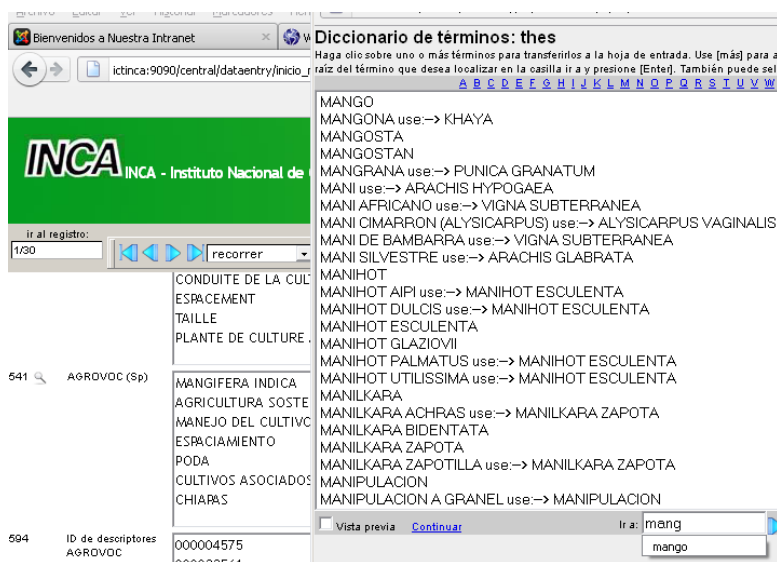 Archivo Editar Ver Historial Marcadores
Bienvenidos a Nuestra Intranet
ictinca:9090/central/dataentry/inicio_
INCA
INCA - Instituto Nacional de
ir al registro:
1/30
recorrer
CONDUITE DE LA CUL
ESPACEMENT
TAILLE
PLANTE DE CULTURE
541 AGROVOC (Sp)
MANGIFERA INDICA
AGRICULTURA SOSTE
MANEJO DEL CULTIVO
ESPACIAMIENTO
PODA
CULTIVOS ASOCIADOS
CHIAPAS
594 ID de descriptores
AGROVOC
000004575
Diccionario de términos: thes
Haga clic sobre uno o más términos para transferirlos a la hoja de entrada. Use [más] para a
raíz del término que desea localizar en la casilla ir a y presione [Enter], También puede sel
A B C D E F G H I J K L M N O P Q R S T U V W
MANGO
MANGONA use:-> KHAYA
MANGOSTA
MANGOSTAN
MANGRANA use:-> PUNICA GRANATUM
MANI use:-> ARACHIS HYPOGAEA
MANI AFRICANO use:-> VIGNA SUBTERRANEA
MANI CIMARRON (ALYSICARPUS) use:-> ALYSICARPUS VAGINALIS
MANI DE BAMBARRA use:-> VIGNA SUBTERRANEA
MANI SILVESTRE use:-> ARACHIS GLABRATA
MANIHOT
MANIHOT AIPI use:-> MANIHOT ESCULENTA
MANIHOT DULCIS use:-> MANIHOT ESCULENTA
MANIHOT ESCULENTA
MANIHOT GLAZIOVII
MANIHOT PALMATUS use:-> MANIHOT ESCULENTA
MANIHOT UTILISSIMA use:-> MANIHOT ESCULENTA
MANILKARA
MANILKARA ACHRAS use:-> MANILKARA ZAPOTA
MANILKARA BIDENTATA
MANILKARA ZAPOTA
MANILKARA ZAPOTILLA use:-> MANILKARA ZAPOTA
MANIPULACION
MANIPULACION A GRANEL use:-> MANIPULACION
Vista previa Continuar Ir a: mang
mango